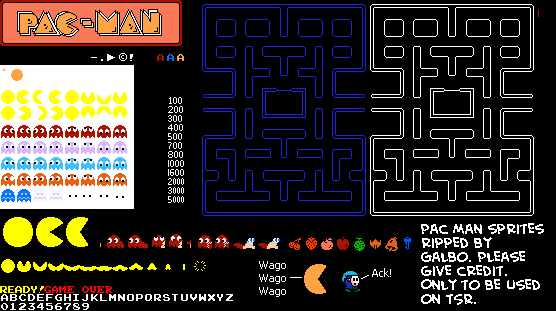 PAC-MAN
-.▶©!
A A A
100
200
300
400
500
700
800
1000
1600
2000
3000
5000
PAC MAN SPRITES
RIPPED BY
GALBO. PLEASE
GIVE CREDIT.
ONLY TO BE USED
ON TSR.
Wago
Wago
Wago
Ack!
READY!GAME OVER
ABCDEFGHIJKLMNOPQRSTUVWXYZ
0123456789